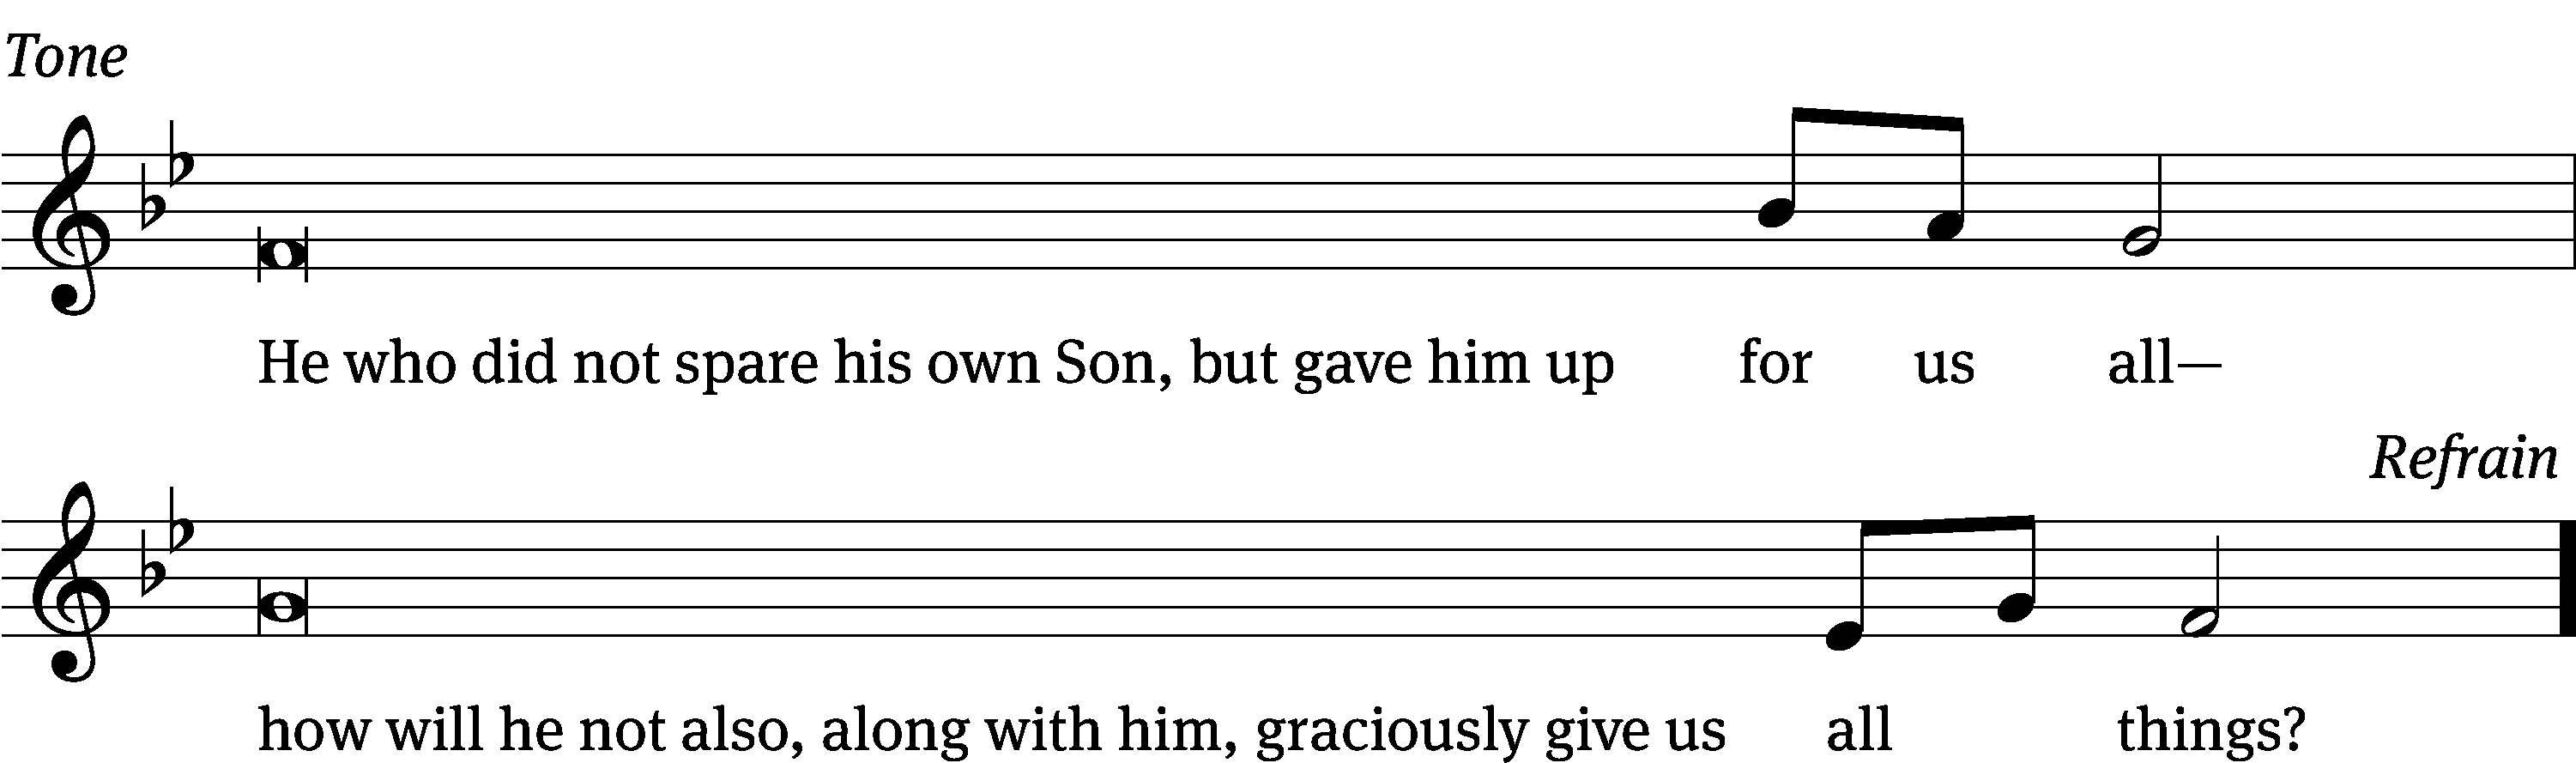 Tone
He who did not spare his own Son, but gave him up for us all—
Refrain
how will he not also, along with him, graciously give us all things?